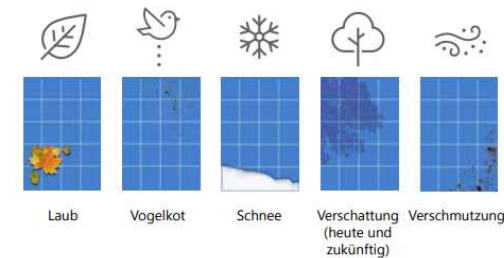 Laub
Vogelkot
Schnee
Verschattung
(heute und
zukünftig)
Verschmutzung